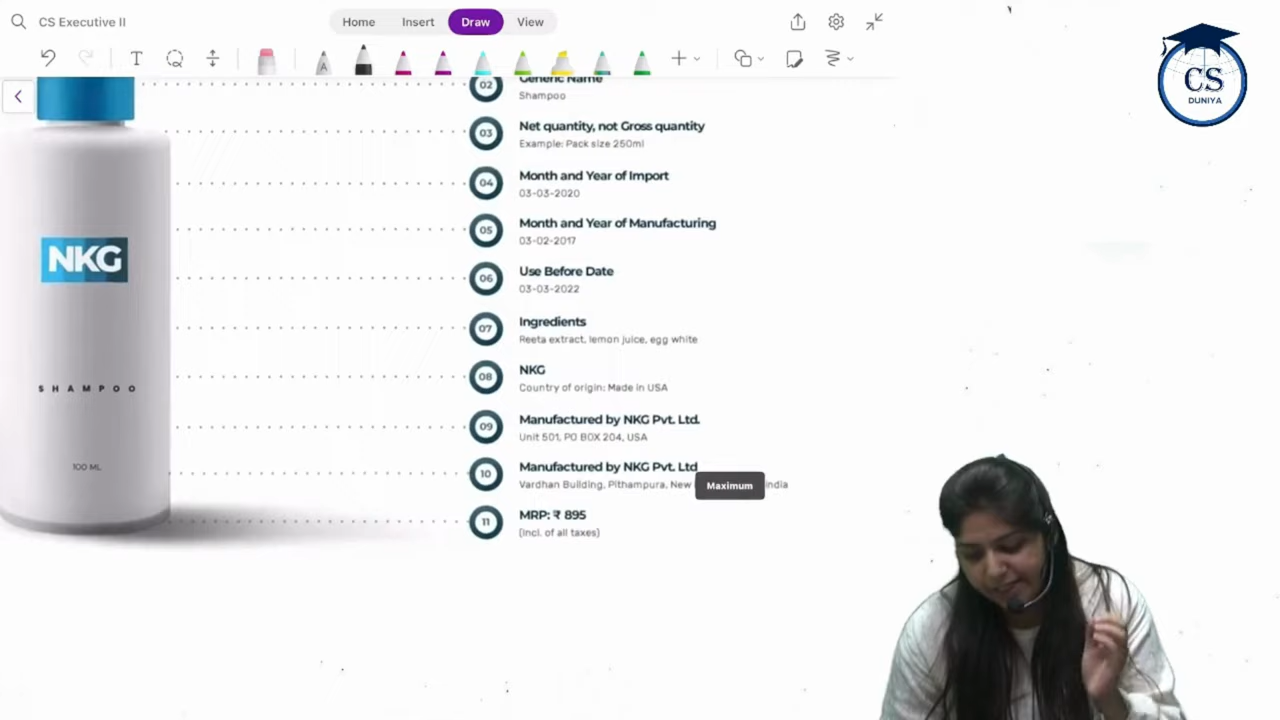 CS Executive II
Home
Insert
Draw
View
T
A
CS
DUNIYA
02
Generic Name
Shampoo
03
Net quantity, not Gross quantity
Example: Pack size 250ml
04
Month and Year of Import
03-03-2020
05
Month and Year of Manufacturing
03-02-2017
06
Use Before Date
03-03-2022
07
Ingredients
Reeta extract, lemon juice, egg white
08
NKG
Country of origin: Made in USA
09
Manufactured by NKG Pvt. Ltd.
Unit 501, PO BOX 204, USA
10
Manufactured by NKG Pvt. Ltd
Vardhan Building, Pithampura, New India
Maximum
11
MRP: ₹ 895
(Incl. of all taxes)
NKG
SHAMPOO
100 ML